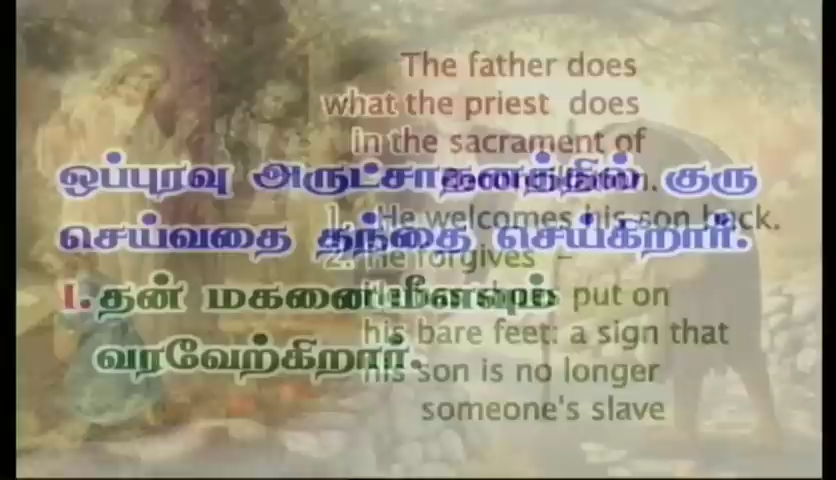 The father does
what the priest does
in the sacrament of
ஒப்புரவு அருட்சாதனத்தில் குரு
செய்வதை தந்தை செய்கிறார்.
1. He welcomes his son back.
2. He forgives –
1. தன் மகனை மீளவும்
வரவேற்கிறார்.
put on
his bare feet: a sign that
his son is no longer
someone's slave